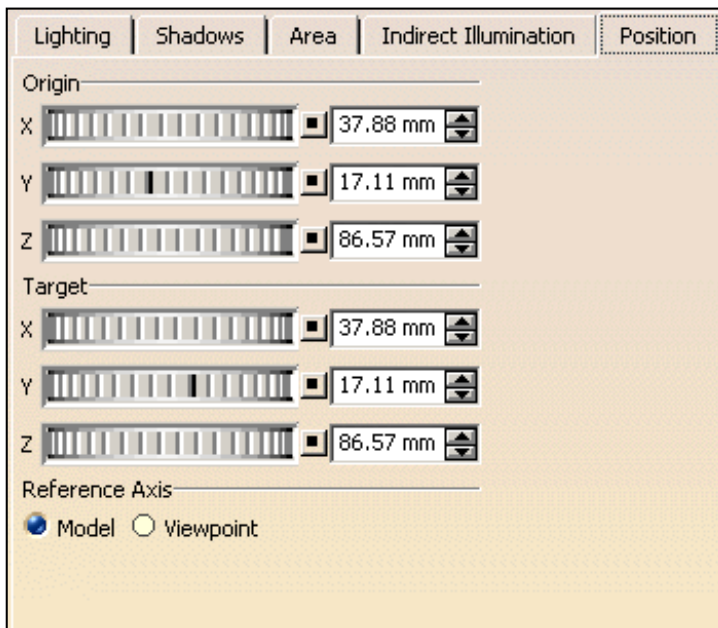 Lighting Shadows Area Indirect Illumination Position
Origin
X 37.88 mm
Y 17.11 mm
Z 86.57 mm
Target
X 37.88 mm
Y 17.11 mm
Z 86.57 mm
Reference Axis
Model Viewpoint